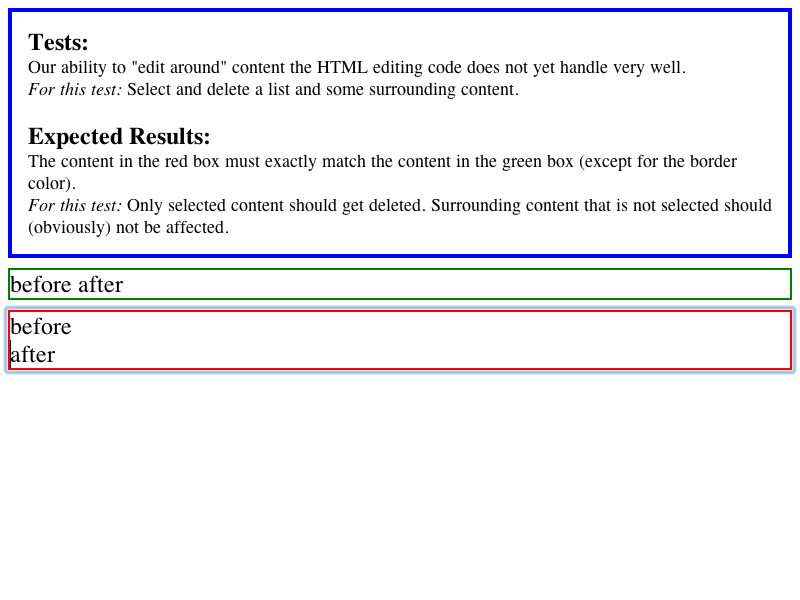 Tests:
Our ability to "edit around" content the HTML editing code does not yet handle very well.
For this test: Select and delete a list and some surrounding content.
Expected Results:
The content in the red box must exactly match the content in the green box (except for the border
color).
For this test: Only selected content should get deleted. Surrounding content that is not selected should
(obviously) not be affected.
before after
before
after